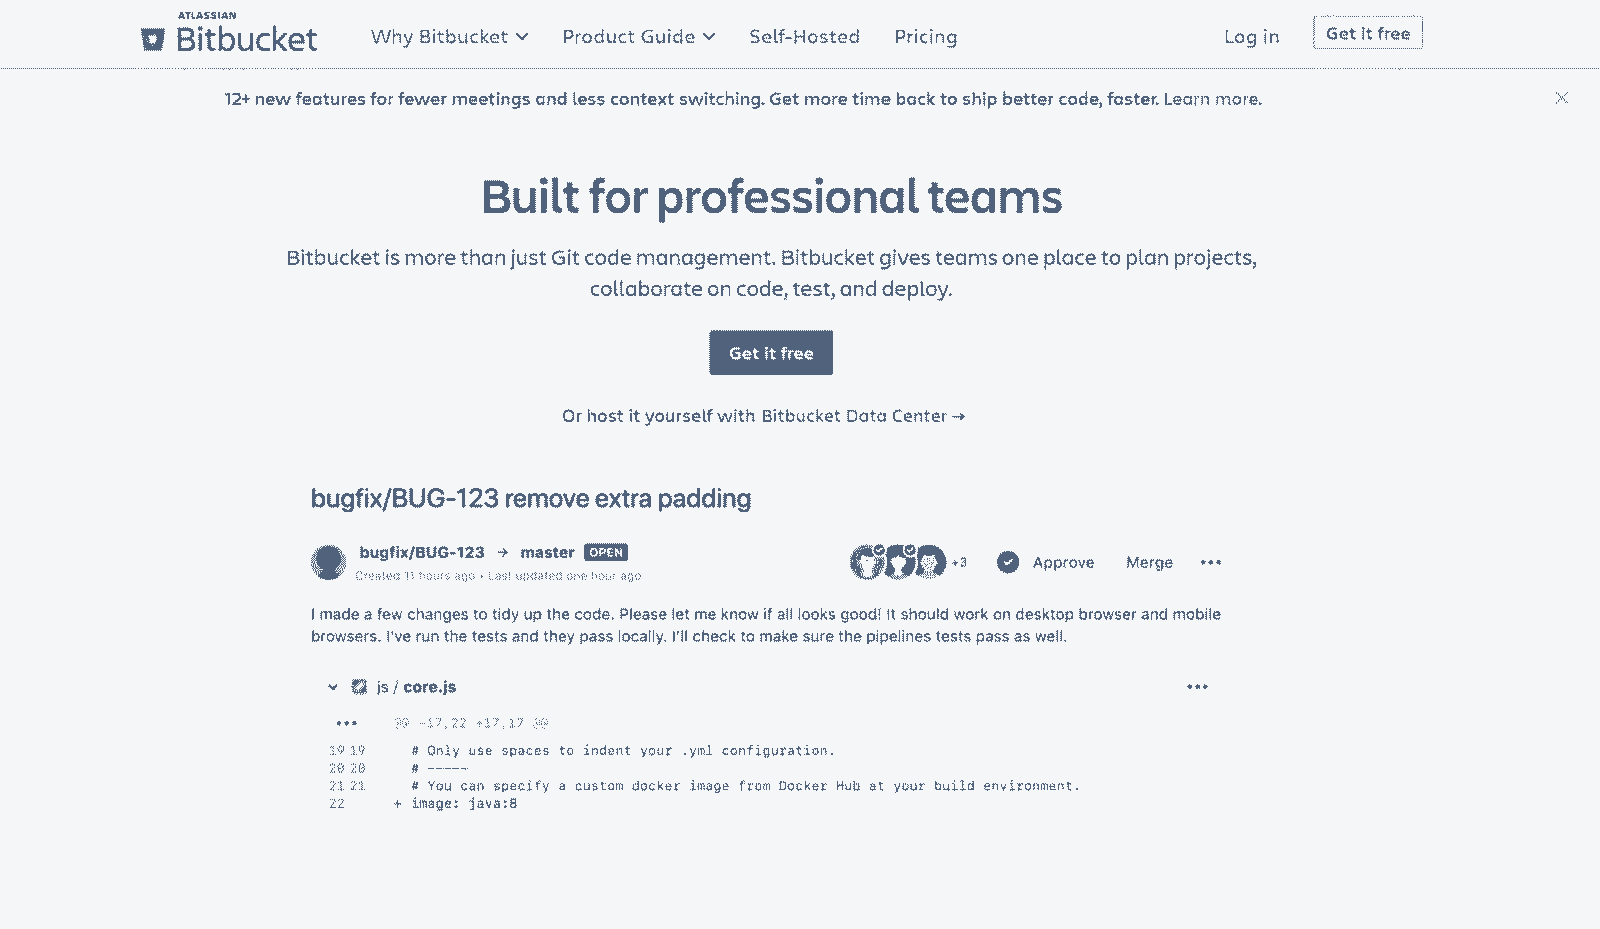 ATLASSIAN
Bitbucket
Why Bitbucket
Product Guide
Self-Hosted
Pricing
Log in
Get it free
12+ new features for fewer meetings and less context switching. Get more time back to ship better code, faster. Learn more.
Built for professional teams
Bitbucket is more than just Git code management. Bitbucket gives teams one place to plan projects,
collaborate on code, test, and deploy.
Get it free
Or host it yourself with Bitbucket Data Center →
bugfix/BUG-123 remove extra padding
bugfix/BUG-123 → master OPEN
Created 11 hours ago • Last updated one hour ago
+3
Approve
Merge
•••
I made a few changes to tidy up the code. Please let me know if all looks good! It should work on desktop browser and mobile
browsers. I've run the tests and they pass locally. I'll check to make sure the pipelines tests pass as well.
js / core.js
•••
••• @@ -17,22 +17,17 @@
19 19 # Only use spaces to indent your .yml configuration.
20 20 # -----
21 21 # You can specify a custom docker image from Docker Hub at your build environment.
22 + image: java:8